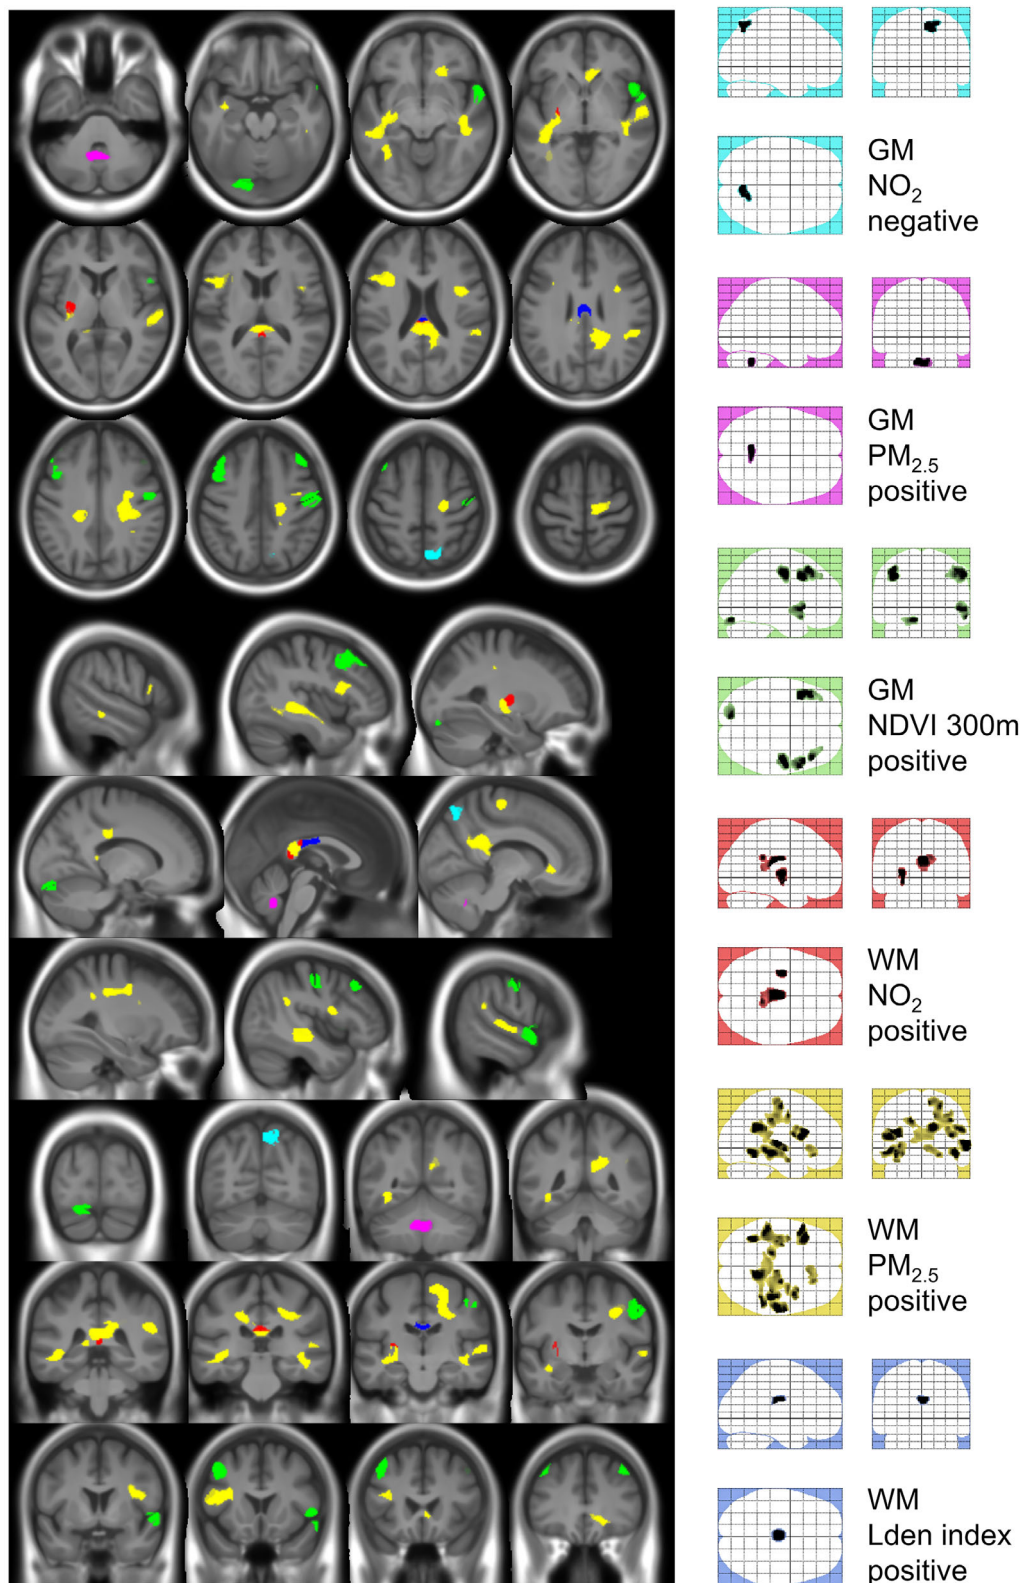 GM
NO₂
negative
GM
PM₂.₅
positive
GM
NDVI 300m
positive
WM
NO₂
positive
WM
PM₂.₅
positive
WM
Lden index
positive